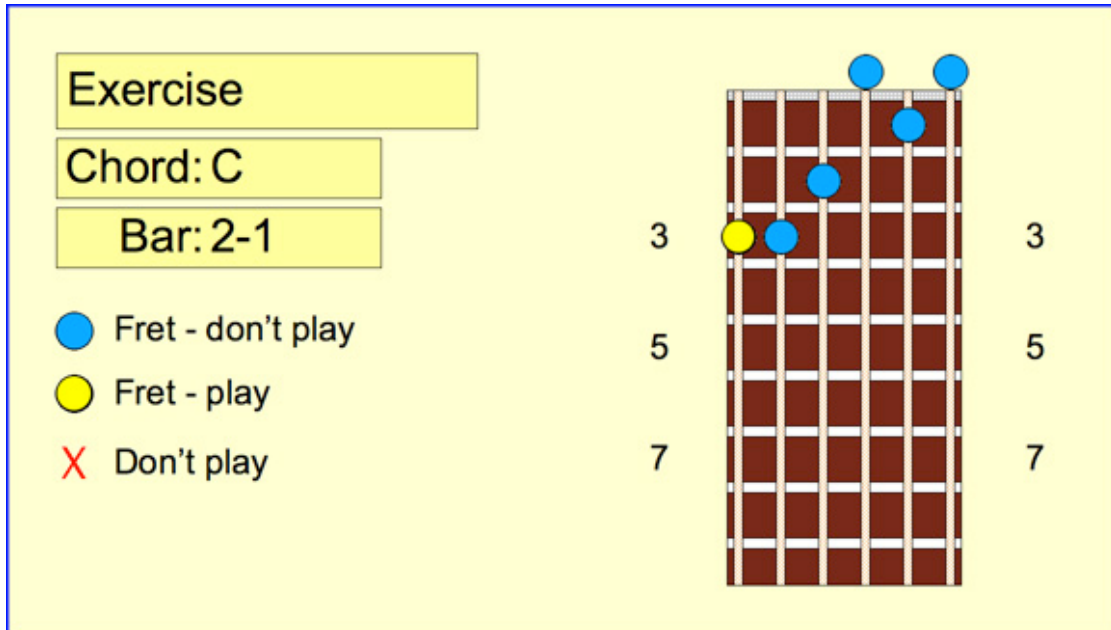 Exercise
Chord: C
Bar: 2-1
Fret - don't play
Fret - play
X Don't play
3 3
5 5
7 7